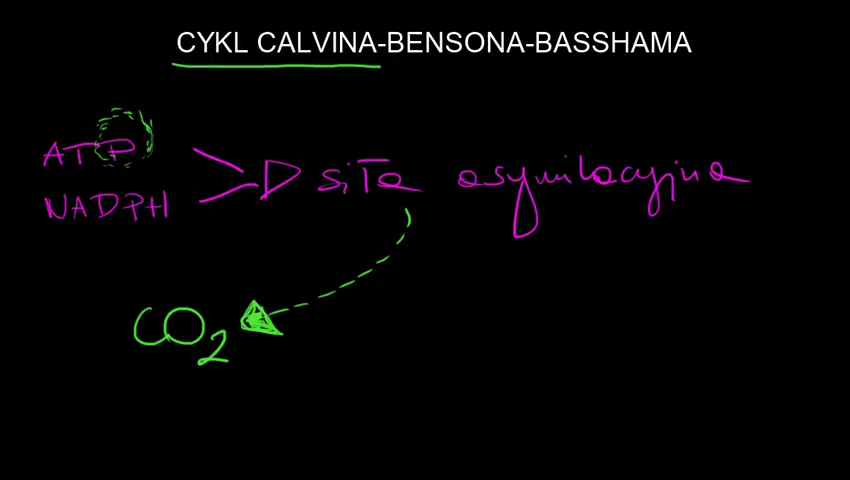 CYKL CALVINA-BENSONA-BASSHAMA
ATP
NADPH
siła asymilacyjna
CO2